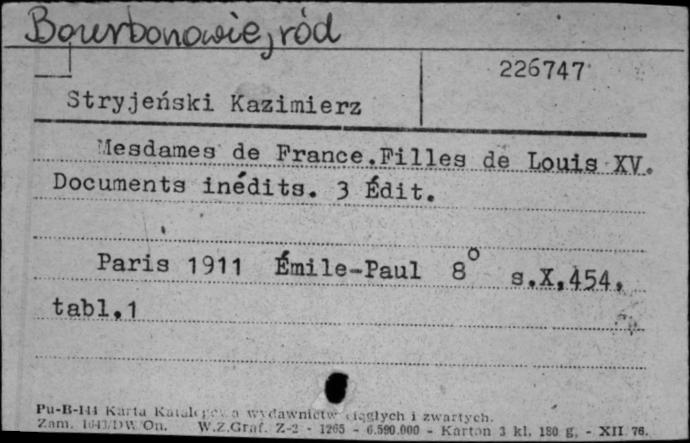 Bourbonowie, ród
226747
Stryjeński Kazimierz
Mesdames de France. Filles de Louis XV.
Documents inédits. 3 Édit.
Paris 1911 Émile-Paul 8° s.X,454,
tabl.1
Pu-B-144 Karta Katalogowa wydawnictw ciągłych i zwartych.
Zam. W.Z.Graf. Z-2 - 1265 - 6.590.000 - Karton 3 kl. 180 g. - XII 76.